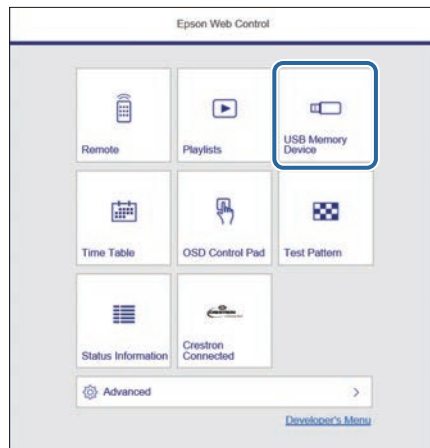 Epson Web Control
Remote
Playlists
USB Memory
Device
Time Table
OSD Control Pad
Test Pattern
Status Information
CRESTRON
Crestron
Connected
Advanced
Developer's Menu